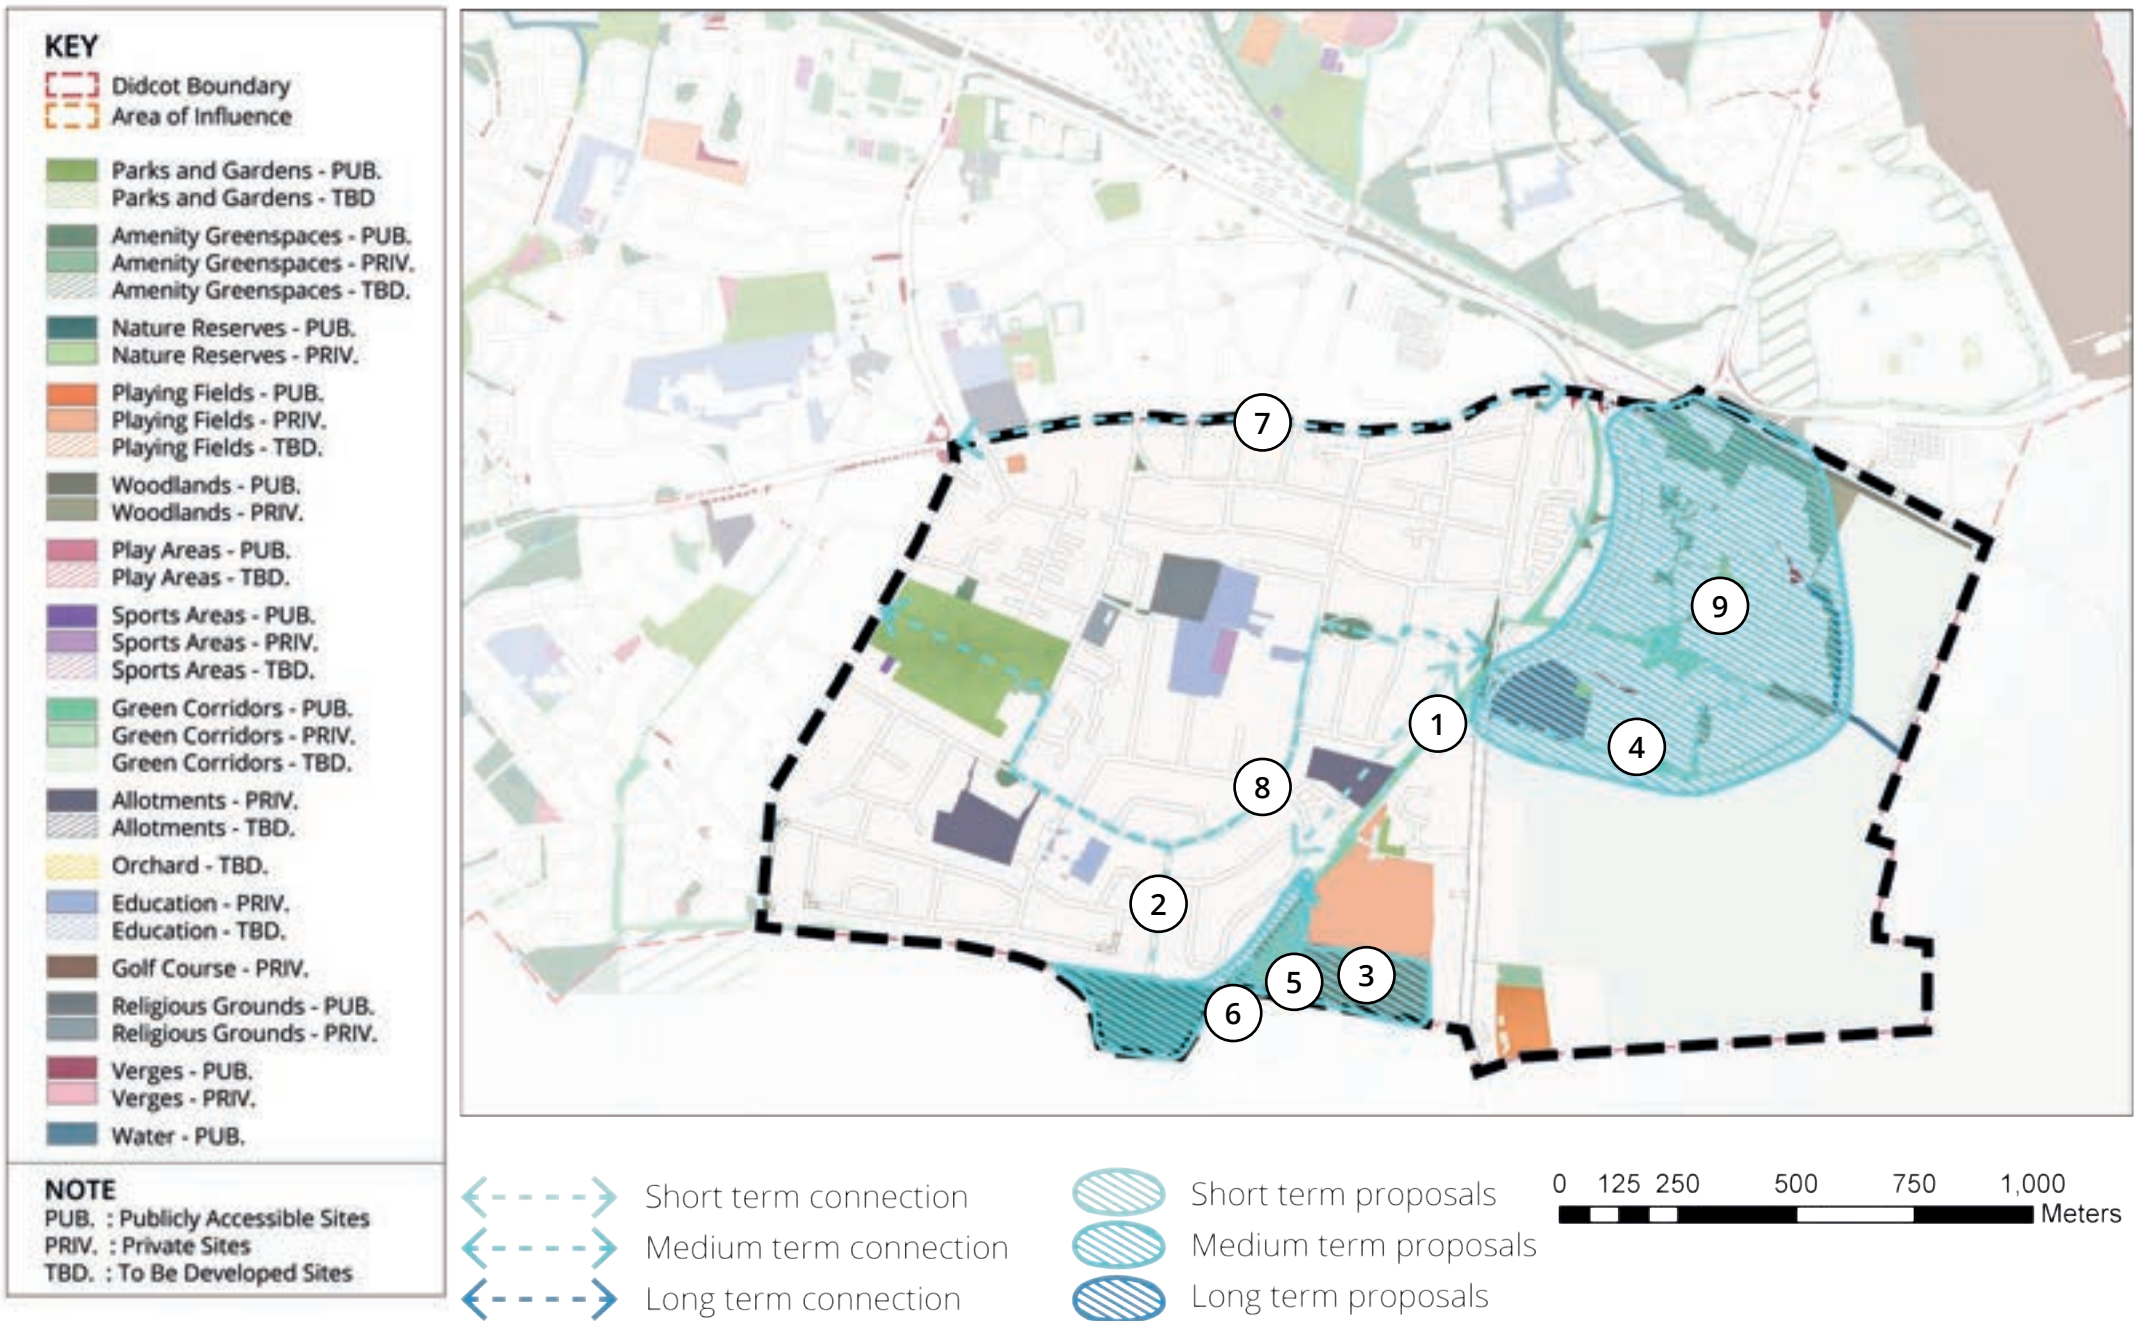 KEY
Didcot Boundary
Area of Influence
Parks and Gardens - PUB.
Parks and Gardens - TBD
Amenity Greenspaces - PUB.
Amenity Greenspaces - PRIV.
Amenity Greenspaces - TBD.
Nature Reserves - PUB.
Nature Reserves - PRIV.
Playing Fields - PUB.
Playing Fields - PRIV.
Playing Fields - TBD.
Woodlands - PUB.
Woodlands - PRIV.
Play Areas - PUB.
Play Areas - TBD.
Sports Areas - PUB.
Sports Areas - PRIV.
Sports Areas - TBD.
Green Corridors - PUB.
Green Corridors - PRIV.
Green Corridors - TBD.
Allotments - PRIV.
Allotments - TBD.
Orchard - TBD.
Education - PRIV.
Education - TBD.
Golf Course - PRIV.
Religious Grounds - PUB.
Religious Grounds - PRIV.
Verges - PUB.
Verges - PRIV.
Water - PUB.
NOTE
PUB. : Publicly Accessible Sites
PRIV. : Private Sites
TBD. : To Be Developed Sites
7
9
1
4
8
2
3
5
6
Short term connection
Medium term connection
Long term connection
Short term proposals
Medium term proposals
Long term proposals
0 125 250 500 750 1,000
Meters